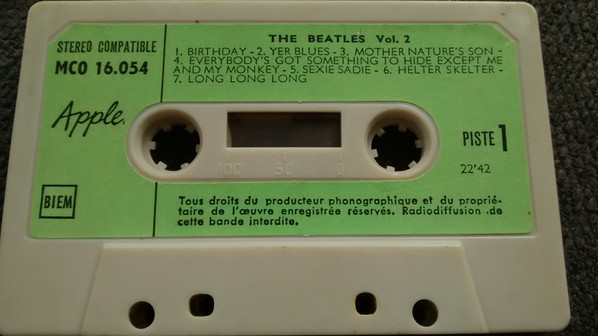 STEREO COMPATIBLE
MCO 16.054
THE BEATLES Vol. 2
1. BIRTHDAY - 2. YER BLUES - 3. MOTHER NATURE'S SON -
4. EVERYBODY'S GOT SOMETHING TO HIDE EXCEPT ME
AND MY MONKEY - 5. SEXIE SADIE - 6. HELTER SKELTER -
7. LONG LONG LONG
Apple
PISTE 1
22'42
100 50 0
BIEM
Tous droits du producteur phonographique et du proprié-
taire de l'œuvre enregistrée réservés. Radiodiffusion de
cette bande interdite.